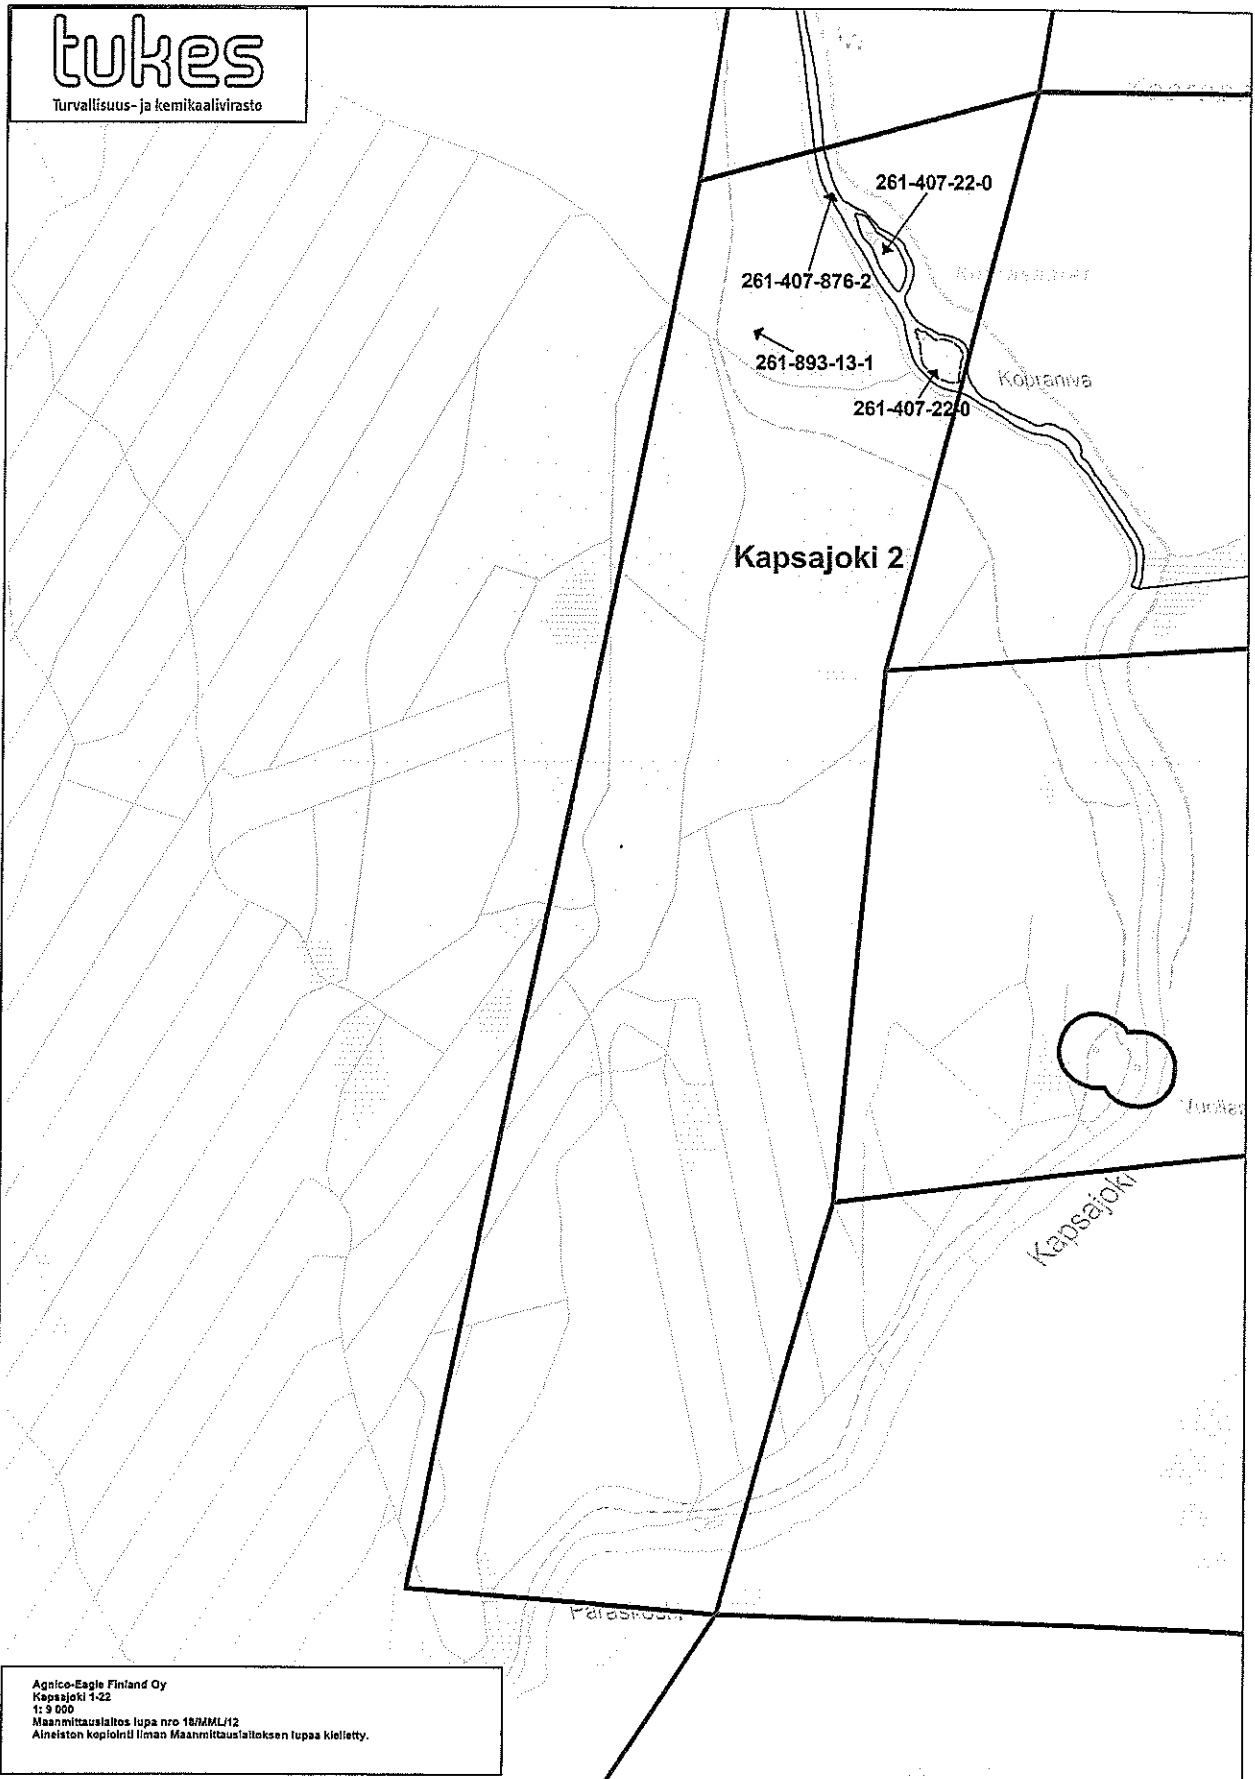 tukes
Turvallisuus- ja kemikaalivirasto
261-407-22-0
261-407-876-2
261-893-13-1
Kopraniva
261-407-22-0
Kapsajoki 2
Kapsajoki
Agnico-Eagle Finland Oy
Kapsajoki 1-22
1: 9 000
Maanmittauslaitos lupa nro 18/MML/12
Aineiston kopiointi ilman Maanmittauslaitoksen lupaa kielletty.